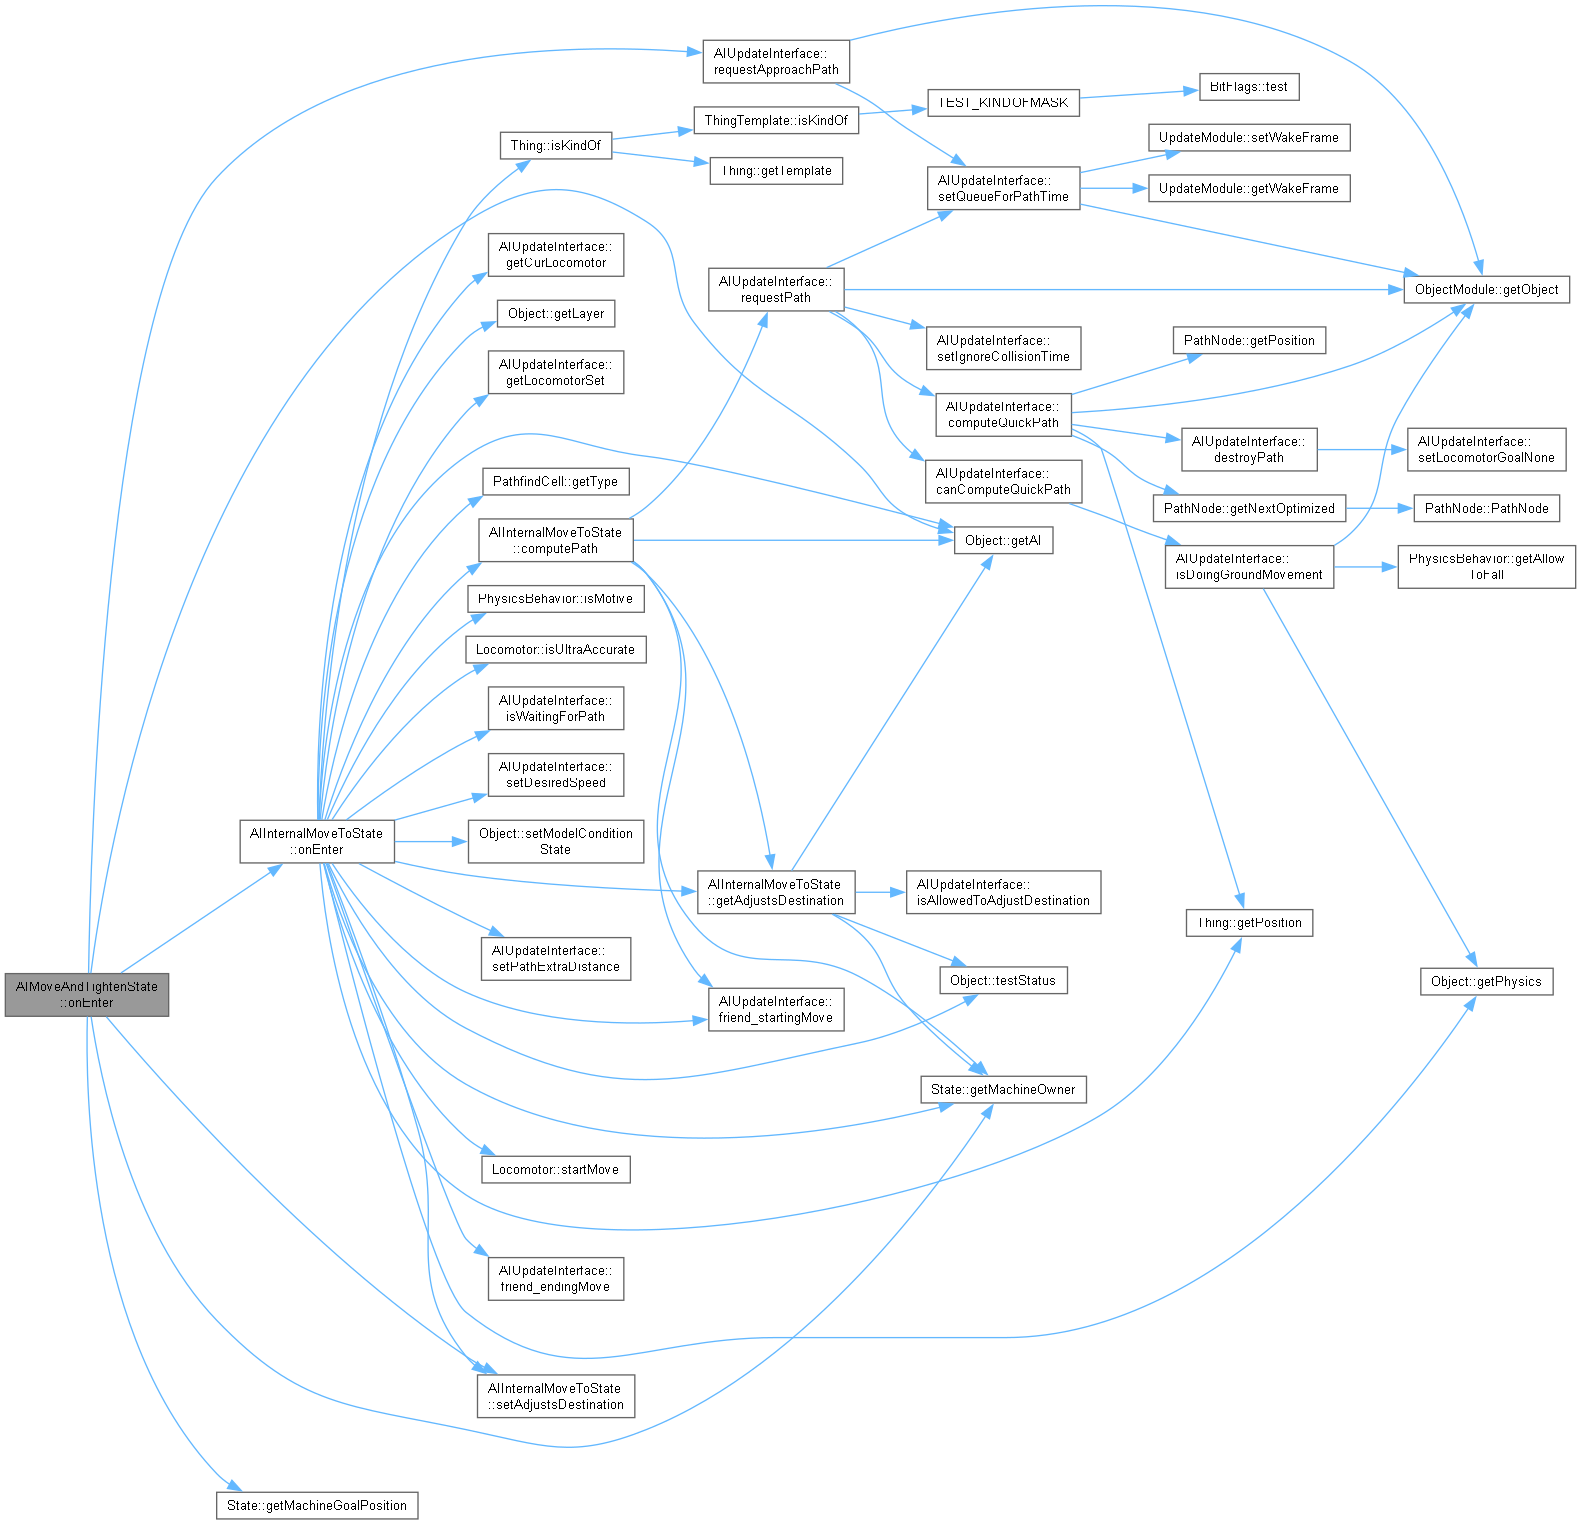 AIUpdateInterface::
requestApproachPath
BitFlags::test
TEST_KINDOFMASK
ThingTemplate::isKindOf
Thing::isKindOf
UpdateModule::setWakeFrame
Thing::getTemplate
AIUpdateInterface::
setQueueForPathTime
UpdateModule::getWakeFrame
AIUpdateInterface::
getCurLocomotor
AIUpdateInterface::
requestPath
ObjectModule::getObject
Object::getLayer
AIUpdateInterface::
setIgnoreCollisionTime
PathNode::getPosition
AIUpdateInterface::
getLocomotorSet
AIUpdateInterface::
computeQuickPath
AIUpdateInterface::
destroyPath
AIUpdateInterface::
setLocomotorGoalNone
PathfindCell::getType
AIUpdateInterface::
canComputeQuickPath
PathNode::getNextOptimized
PathNode::PathNode
AIInternalMoveToState
::computePath
Object::getAI
AIUpdateInterface::
isDoingGroundMovement
PhysicsBehavior::getAllow
ToFall
PhysicsBehavior::isMotive
Locomotor::isUltraAccurate
AIUpdateInterface::
isWaitingForPath
AIUpdateInterface::
setDesiredSpeed
AIInternalMoveToState
::onEnter
Object::setModelCondition
State
AIInternalMoveToState
::getAdjustsDestination
AIUpdateInterface::
isAllowedToAdjustDestination
Thing::getPosition
AIUpdateInterface::
setPathExtraDistance
Object::testStatus
Object::getPhysics
AIMoveAndTightenState
::onEnter
AIUpdateInterface::
friend_startingMove
State::getMachineOwner
Locomotor::startMove
AIUpdateInterface::
friend_endingMove
AIInternalMoveToState
::setAdjustsDestination
State::getMachineGoalPosition